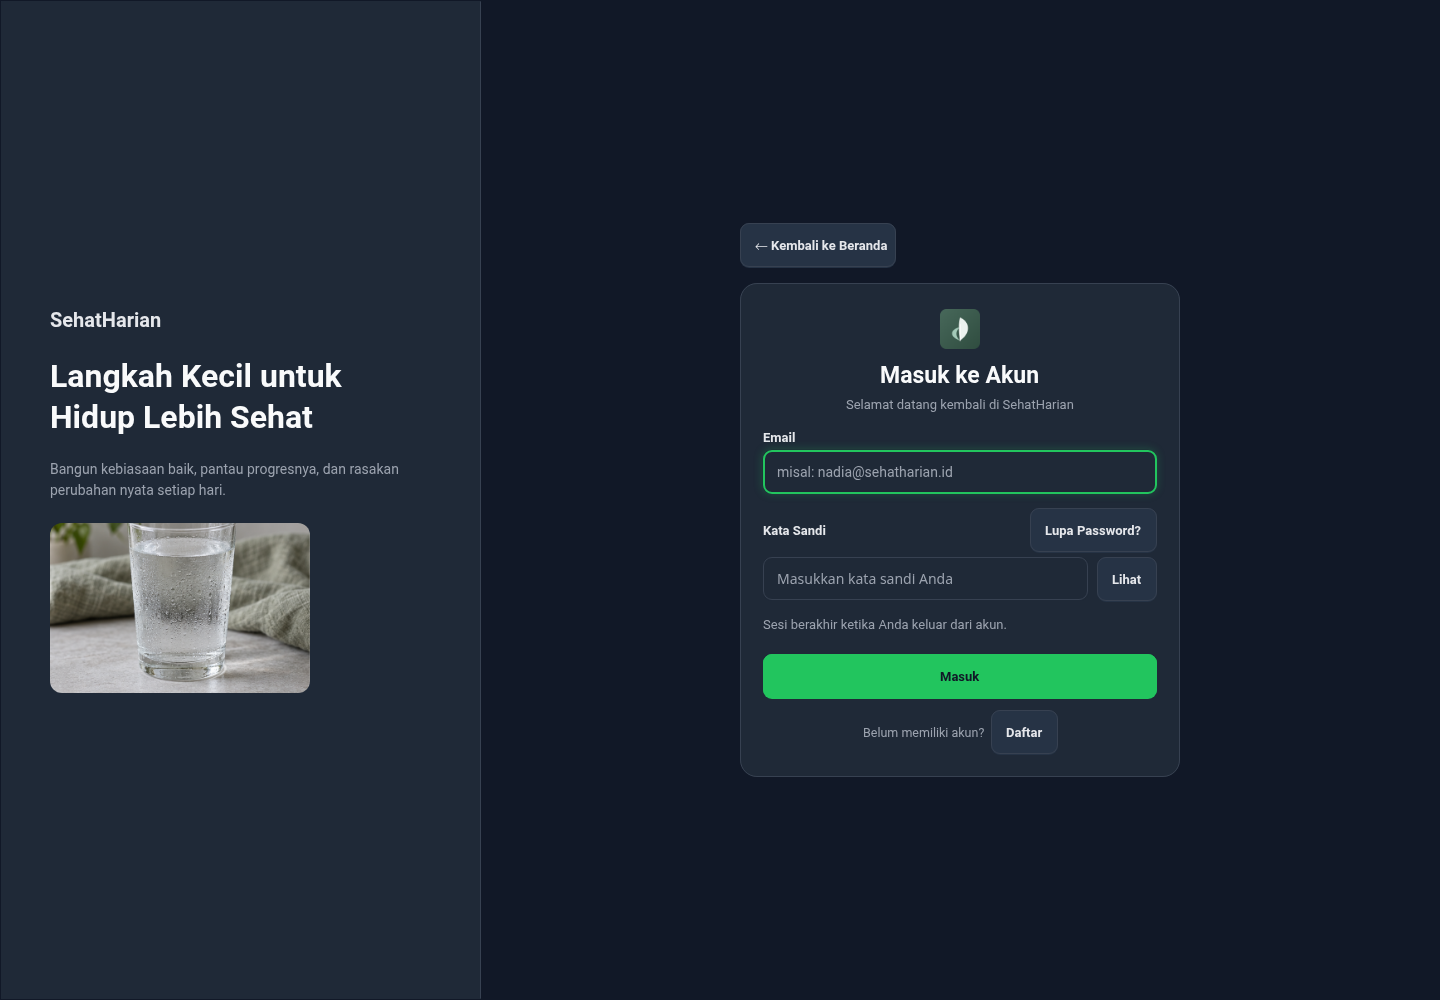 SehatHarian
Langkah Kecil untuk
Hidup Lebih Sehat
Bangun kebiasaan baik, pantau progresnya, dan rasakan
perubahan nyata setiap hari.
← Kembali ke Beranda
Masuk ke Akun
Selamat datang kembali di SehatHarian
Email
misal: nadia@sehatharian.id
Kata Sandi
Lupa Password?
Masukkan kata sandi Anda
Lihat
Sesi berakhir ketika Anda keluar dari akun.
Masuk
Belum memiliki akun? Daftar